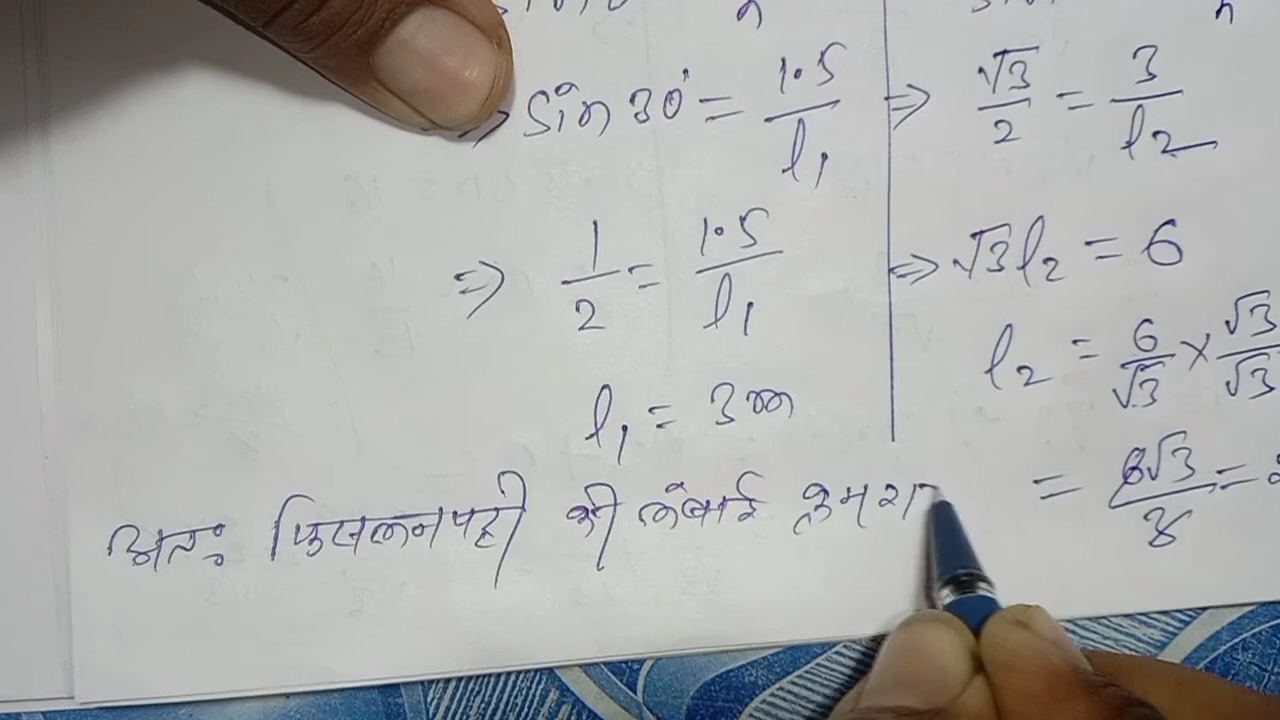 ⇒ sin 30° = 1.5/l₁
⇒ 1/2 = 1.5/l₁
l₁ = 3m
⇒ √3/2 = 3/l₂
⇒ √3 l₂ = 6
l₂ = 6/√3 × √3/√3
= 6√3/3 =
अतः फिसलनपट्टी की लंबाई क्रमशः